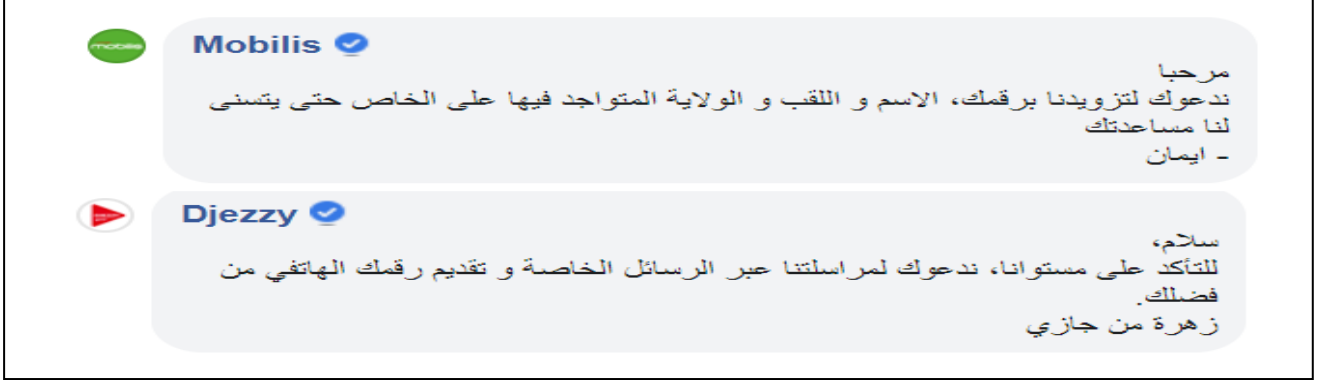 Mobilis
مرحبا
ندعوك لتزويدنا برقمك، الاسم و اللقب و الولاية المتواجد فيها على الخاص حتى يتسنى
لنا مساعدتك
- ايمان
Djezzy
سلام،
للتأكد على مستوانا، ندعوك لمراسلتنا عبر الرسائل الخاصة و تقديم رقمك الهاتفي من
فضلك.
زهرة من جازي